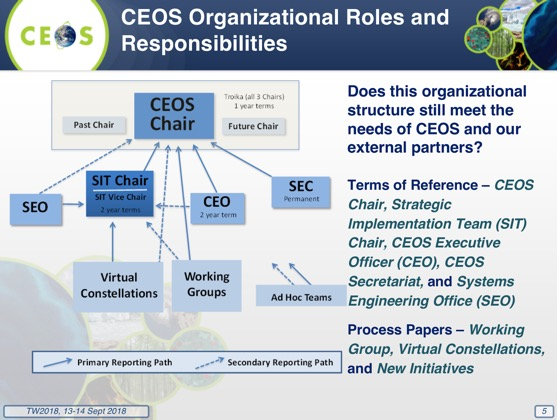 CEOS
CEOS Organizational Roles and
Responsibilities
CEOS
Chair
Troika (all 3 Chairs)
1 year terms
Past Chair
Future Chair
SIT Chair
SIT Vice Chair
2 year terms
SEO
CEO
2 year term
SEC
Permanent
Virtual
Constellations
Working
Groups
Ad Hoc Teams
Primary Reporting Path
Secondary Reporting Path
Does this organizational
structure still meet the
needs of CEOS and our
external partners?
Terms of Reference – CEOS
Chair, Strategic
Implementation Team (SIT)
Chair, CEOS Executive
Officer (CEO), CEOS
Secretariat, and Systems
Engineering Office (SEO)
Process Papers – Working
Group, Virtual Constellations,
and New Initiatives
TW2018, 13-14 Sept 2018
5